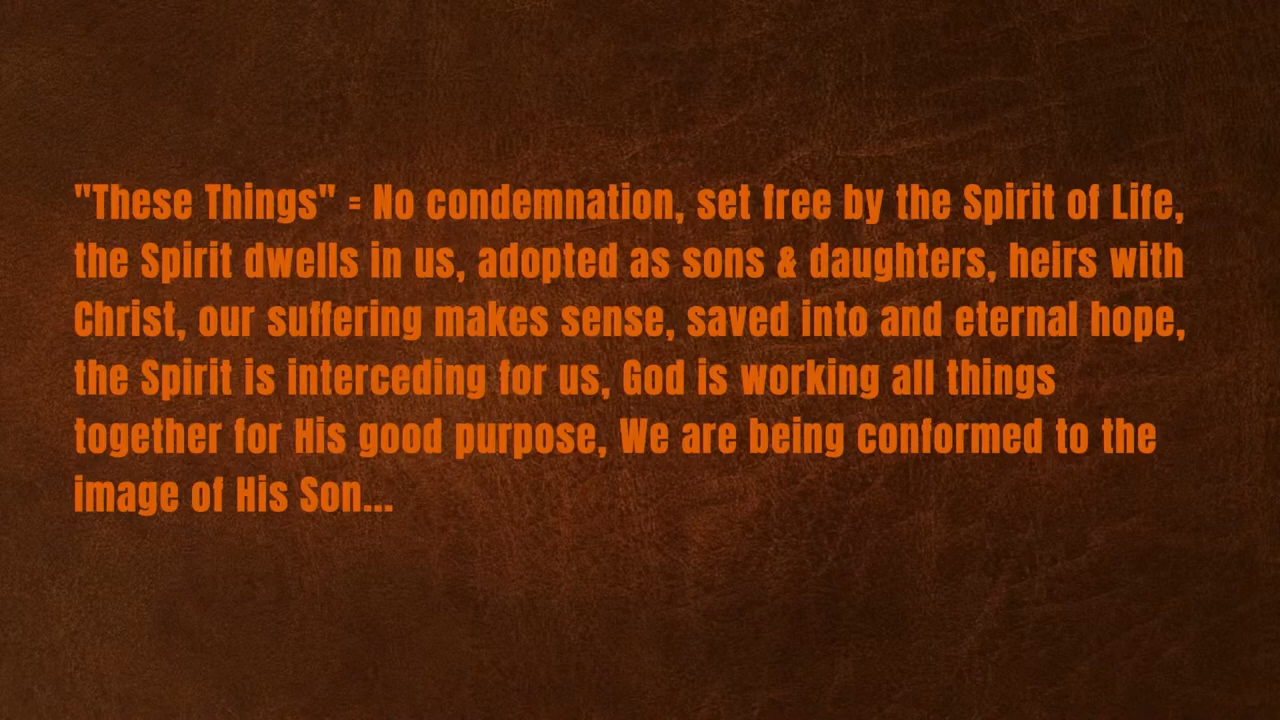 "These Things" = No condemnation, set free by the Spirit of Life,
the Spirit dwells in us, adopted as sons & daughters, heirs with
Christ, our suffering makes sense, saved into and eternal hope,
the Spirit is interceding for us, God is working all things
together for His good purpose, We are being conformed to the
image of His Son...